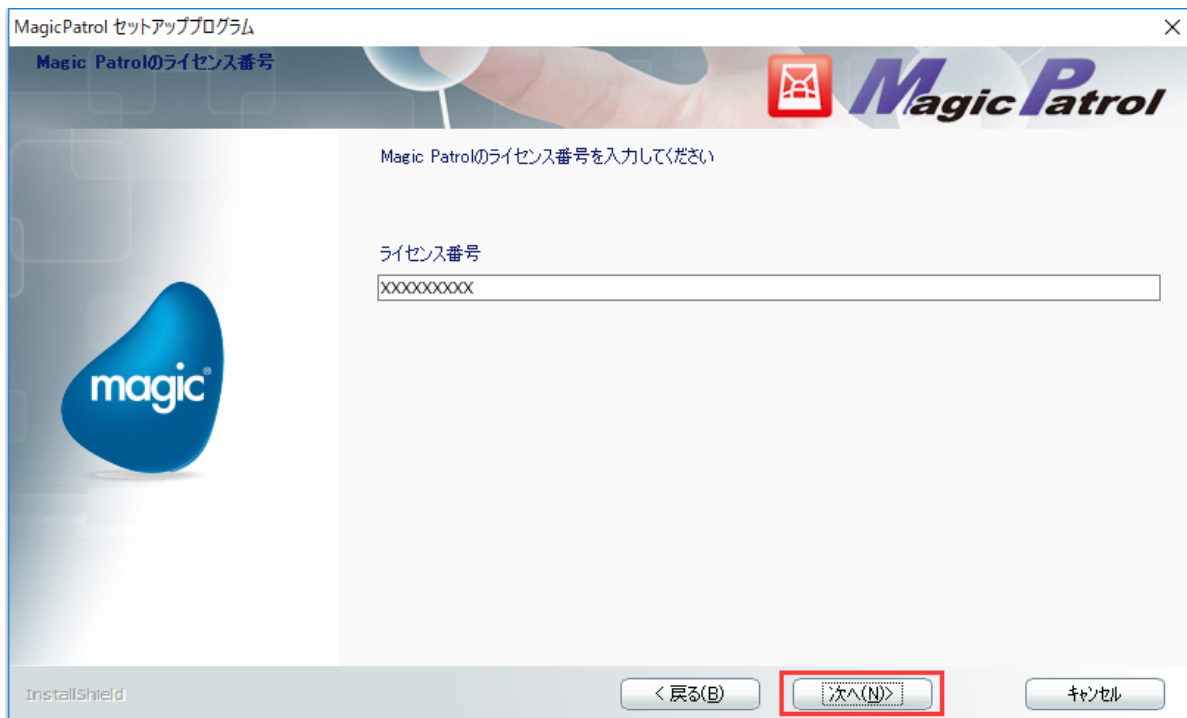 MagicPatrol セットアッププログラム
Magic Patrolのライセンス番号
Magic Patrol
Magic Patrolのライセンス番号を入力してください
ライセンス番号
XXXXXXXXX
magic®
InstallShield
< 戻る(B)
次へ(N)>
キャンセル